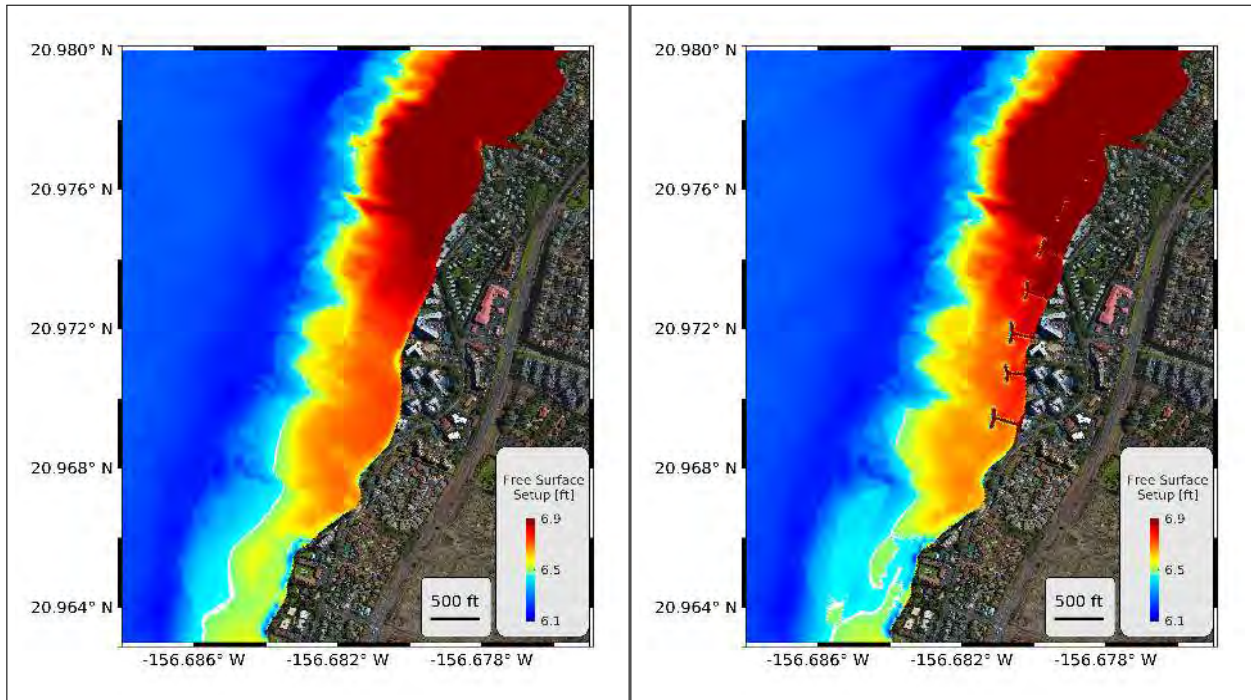 20.980° N
20.976° N
20.972° N
20.968° N
20.964° N
-156.686° W
-156.682° W
-156.678° W
Free Surface
Setup [ft]
6.9
6.5
6.1
500 ft
20.980° N
20.976° N
20.972° N
20.968° N
20.964° N
-156.686° W
-156.682° W
-156.678° W
Free Surface
Setup [ft]
6.9
6.5
6.1
500 ft